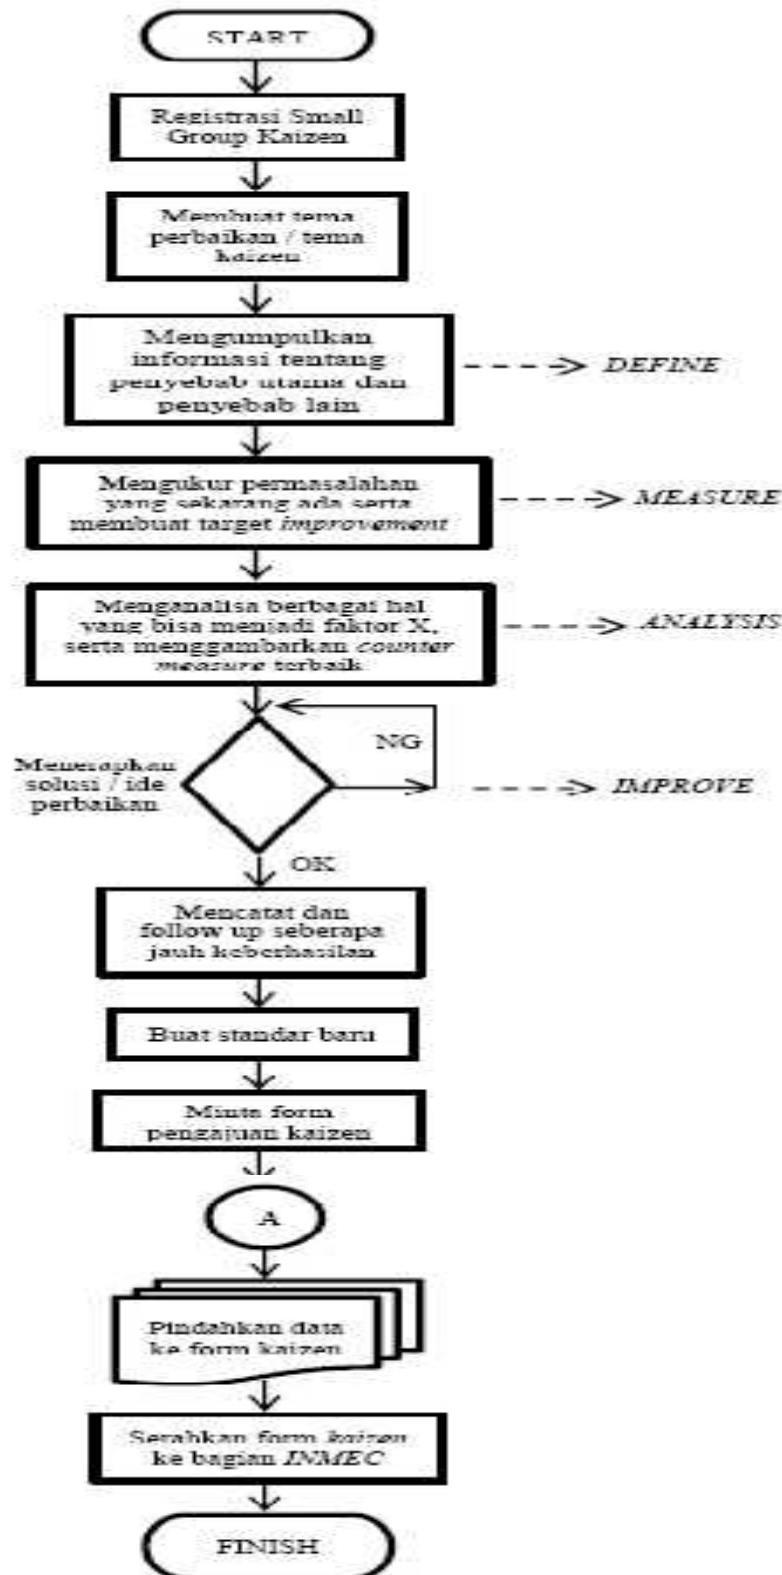 START
Registrasi Small
Group Kaizen
Membuat tema
perbaikan / tema
kaizen
Mengumpulkan
informasi tentang
penyebab utama dan
penyebab lain
DEFINE
Mengukur permasalahan
yang sekarang ada serta
membuat target improvement
MEASURE
Menganalisa berbagai hal
yang bisa menjadi faktor X,
serta menggambarkan counter
measure terbaik
ANALYSIS
NG
Menerapkan
solusi / ide
perbaikan
IMPROVE
OK
Mencatat dan
follow up seberapa
jauh keberhasilan
Buat standar baru
Minta form
pengajuan kaizen
A
Pindahkan data
ke form kaizen
Serahkan form kaizen
ke bagian INMEC
FINISH